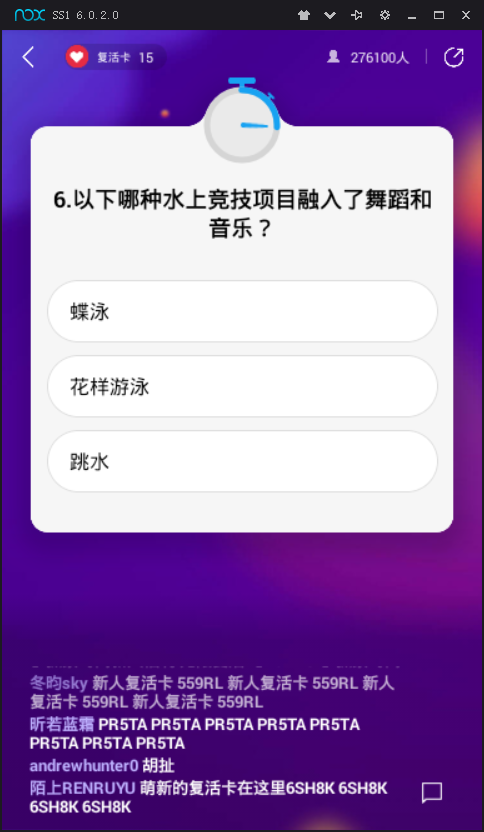 nox SS1 6.0.2.0
复活卡 15
276100人
6.以下哪种水上竞技项目融入了舞蹈和
音乐？
蝶泳
花样游泳
跳水
冬昀sky 新人复活卡 559RL 新人复活卡 559RL 新人
复活卡 559RL 新人复活卡 559RL
昕若蓝霜 PR5TA PR5TA PR5TA PR5TA PR5TA
PR5TA PR5TA PR5TA
andrewhunter0 胡扯
陌上RENRUYU 萌新的复活卡在这里6SH8K 6SH8K
6SH8K 6SH8K